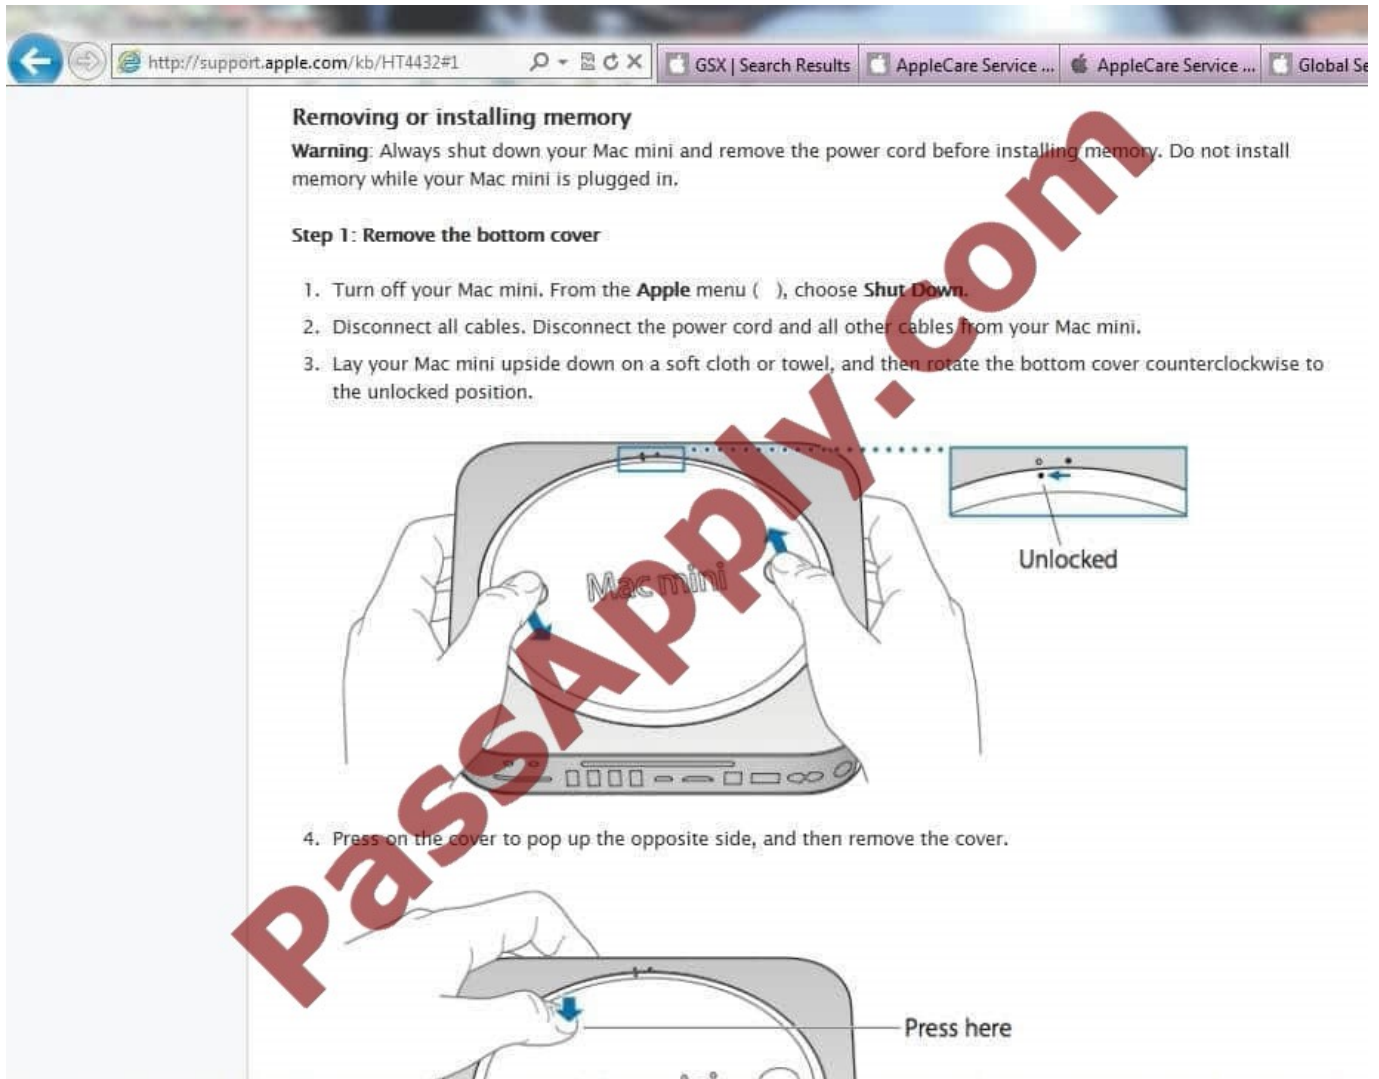 http://support.apple.com/kb/HT4432#1
GSX | Search Results
AppleCare Service ...
AppleCare Service ...
Global Se
Removing or installing memory
Warning: Always shut down your Mac mini and remove the power cord before installing memory. Do not install
memory while your Mac mini is plugged in.
Step 1: Remove the bottom cover
1. Turn off your Mac mini. From the Apple menu ( ), choose Shut Down.
2. Disconnect all cables. Disconnect the power cord and all other cables from your Mac mini.
3. Lay your Mac mini upside down on a soft cloth or towel, and then rotate the bottom cover counterclockwise to
the unlocked position.
Unlocked
Mac mini
4. Press on the cover to pop up the opposite side, and then remove the cover.
Press here
PassApply.com